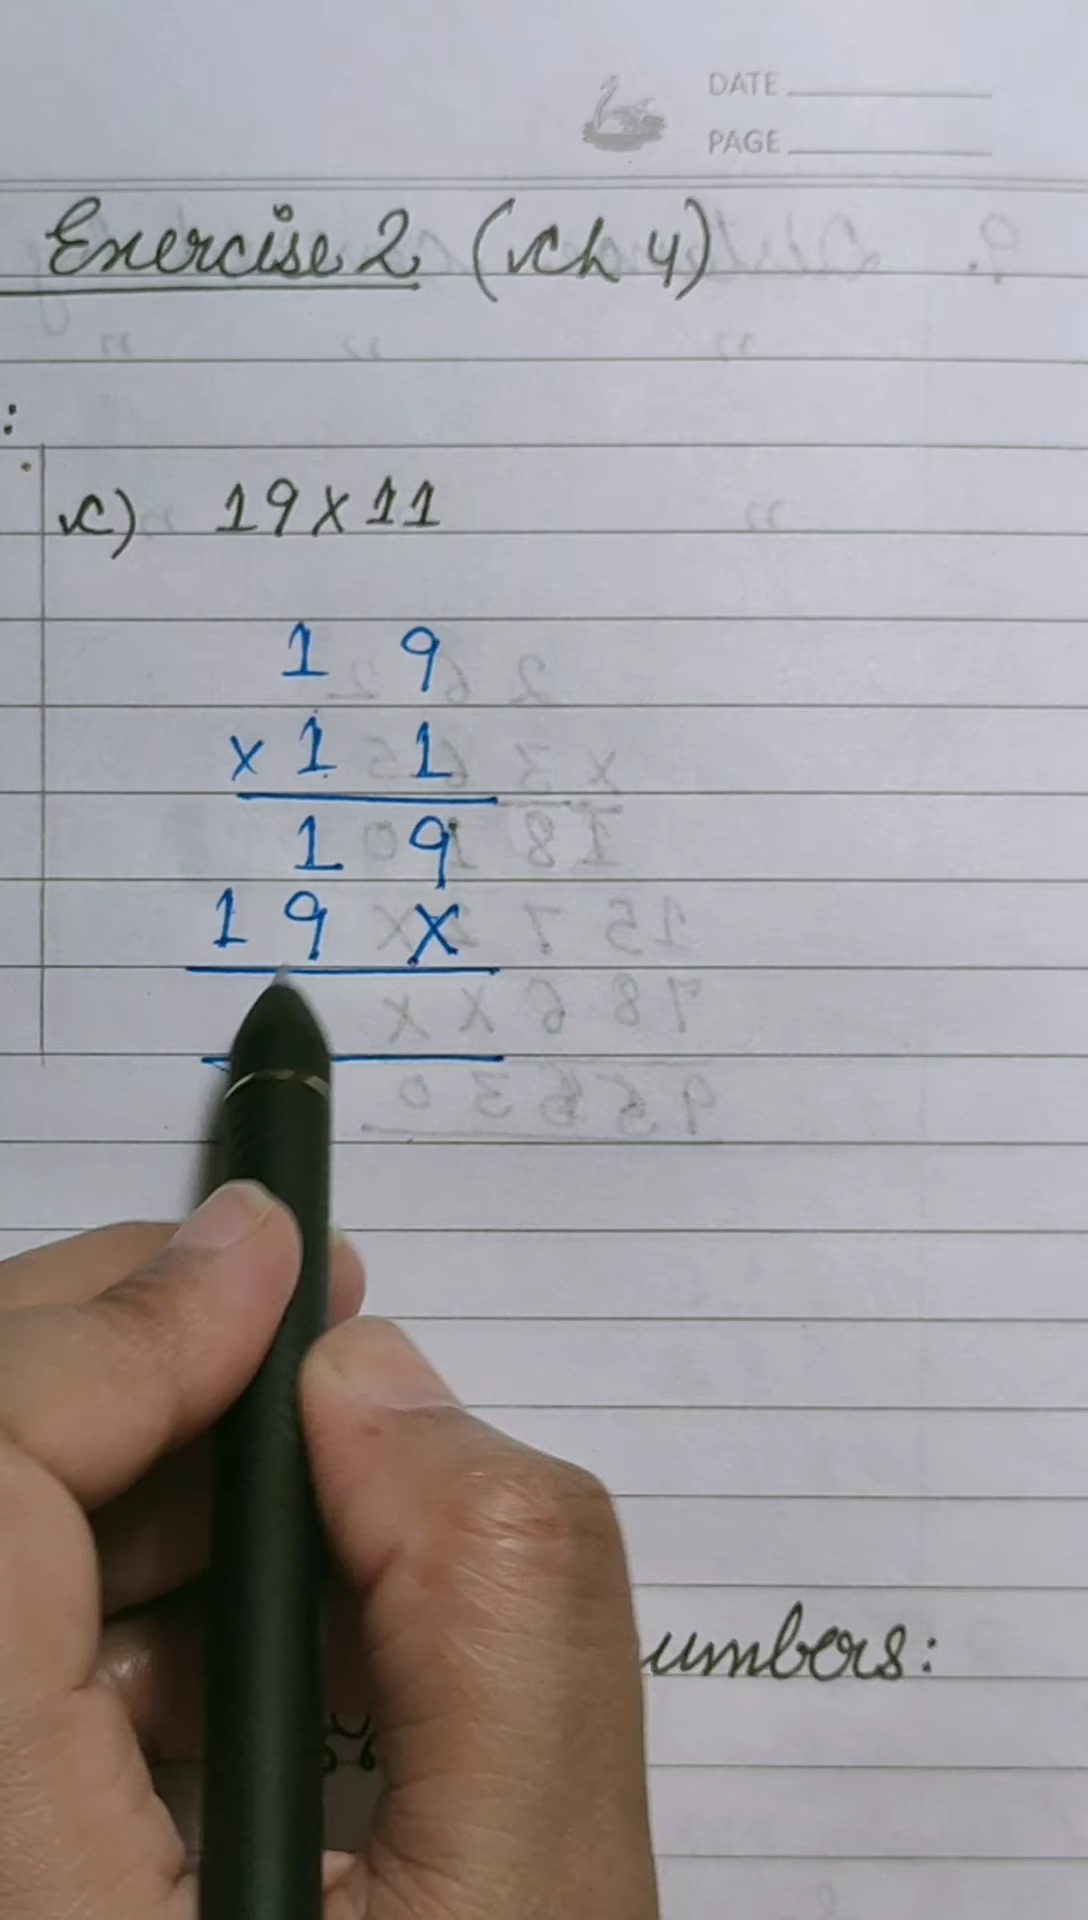 DATE
PAGE
Exercise 2 (Ch 4)
:
c) 19 x 11
1 9
x 1 1
1 9
1 9 x
umbers: